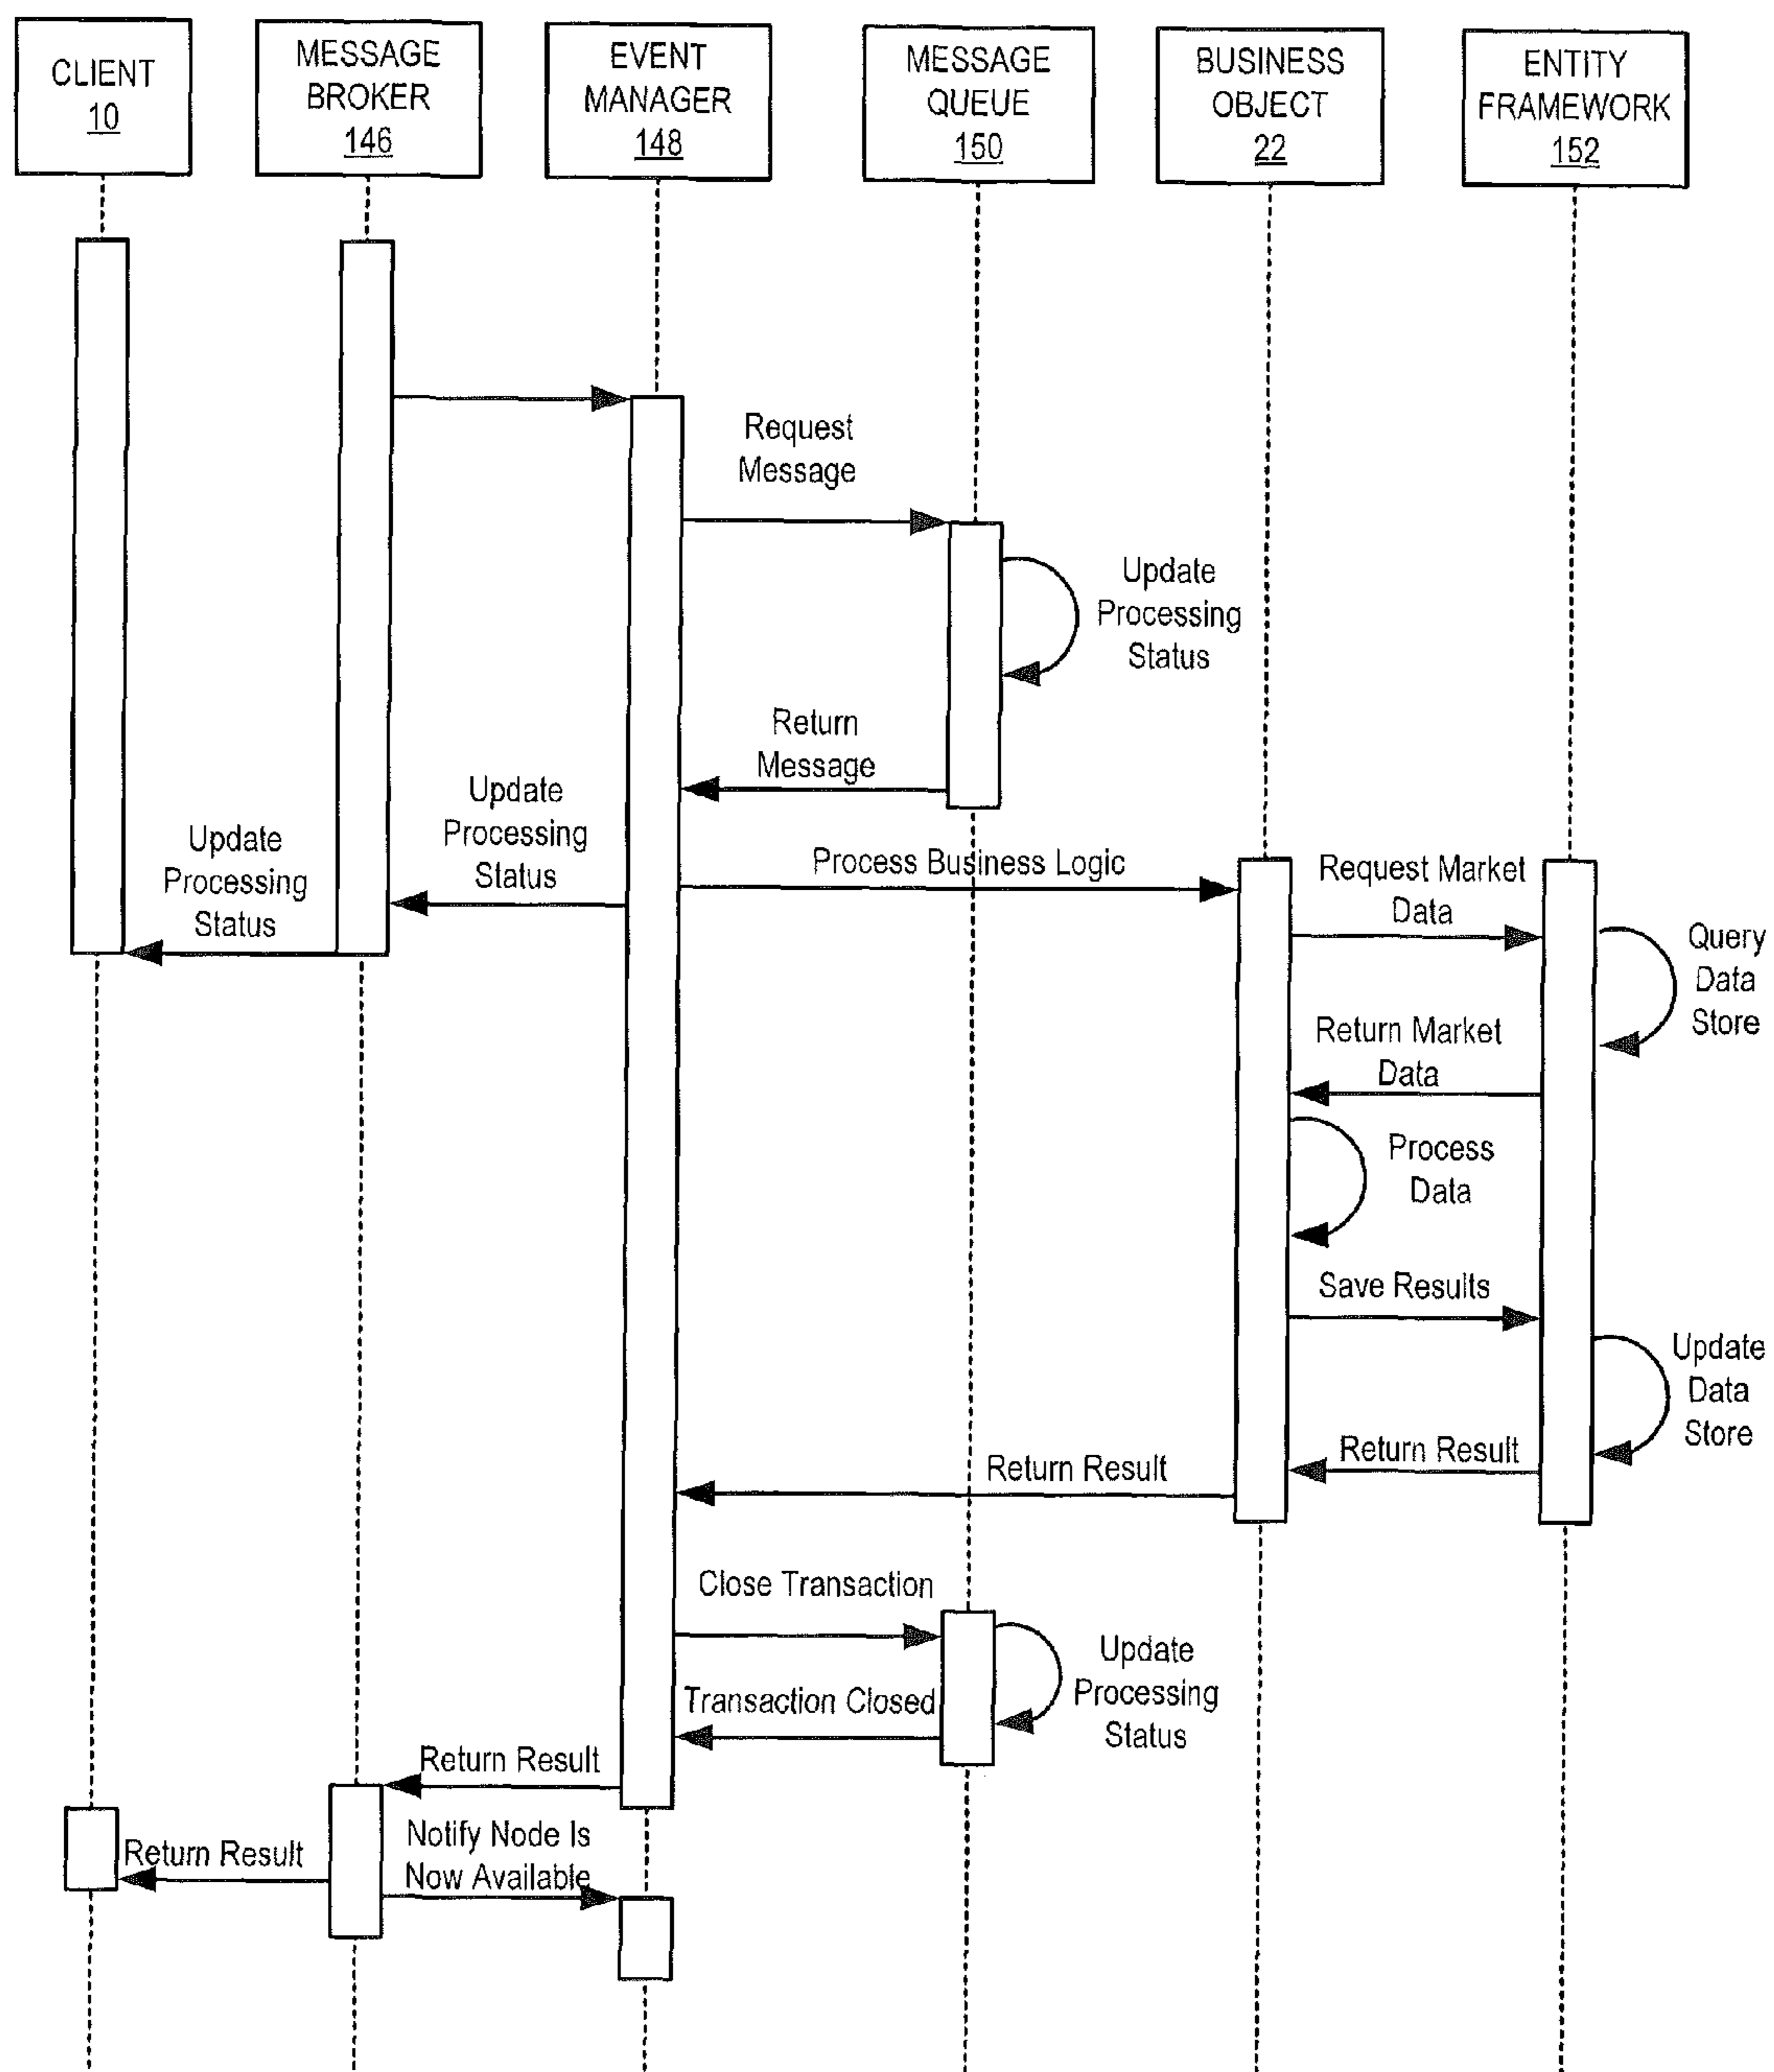 CLIENT
10
MESSAGE
BROKER
146
EVENT
MANAGER
148
MESSAGE
QUEUE
150
BUSINESS
OBJECT
22
ENTITY
FRAMEWORK
152
Request
Message
Update
Processing
Status
Return
Message
Update
Processing
Status
Update
Processing
Status
Process Business Logic
Request Market
Data
Query
Data
Store
Return Market
Data
Process
Data
Save Results
Update
Data
Store
Return Result
Return Result
Close Transaction
Update
Processing
Status
Transaction Closed
Return Result
Return Result
Notify Node Is
Now Available